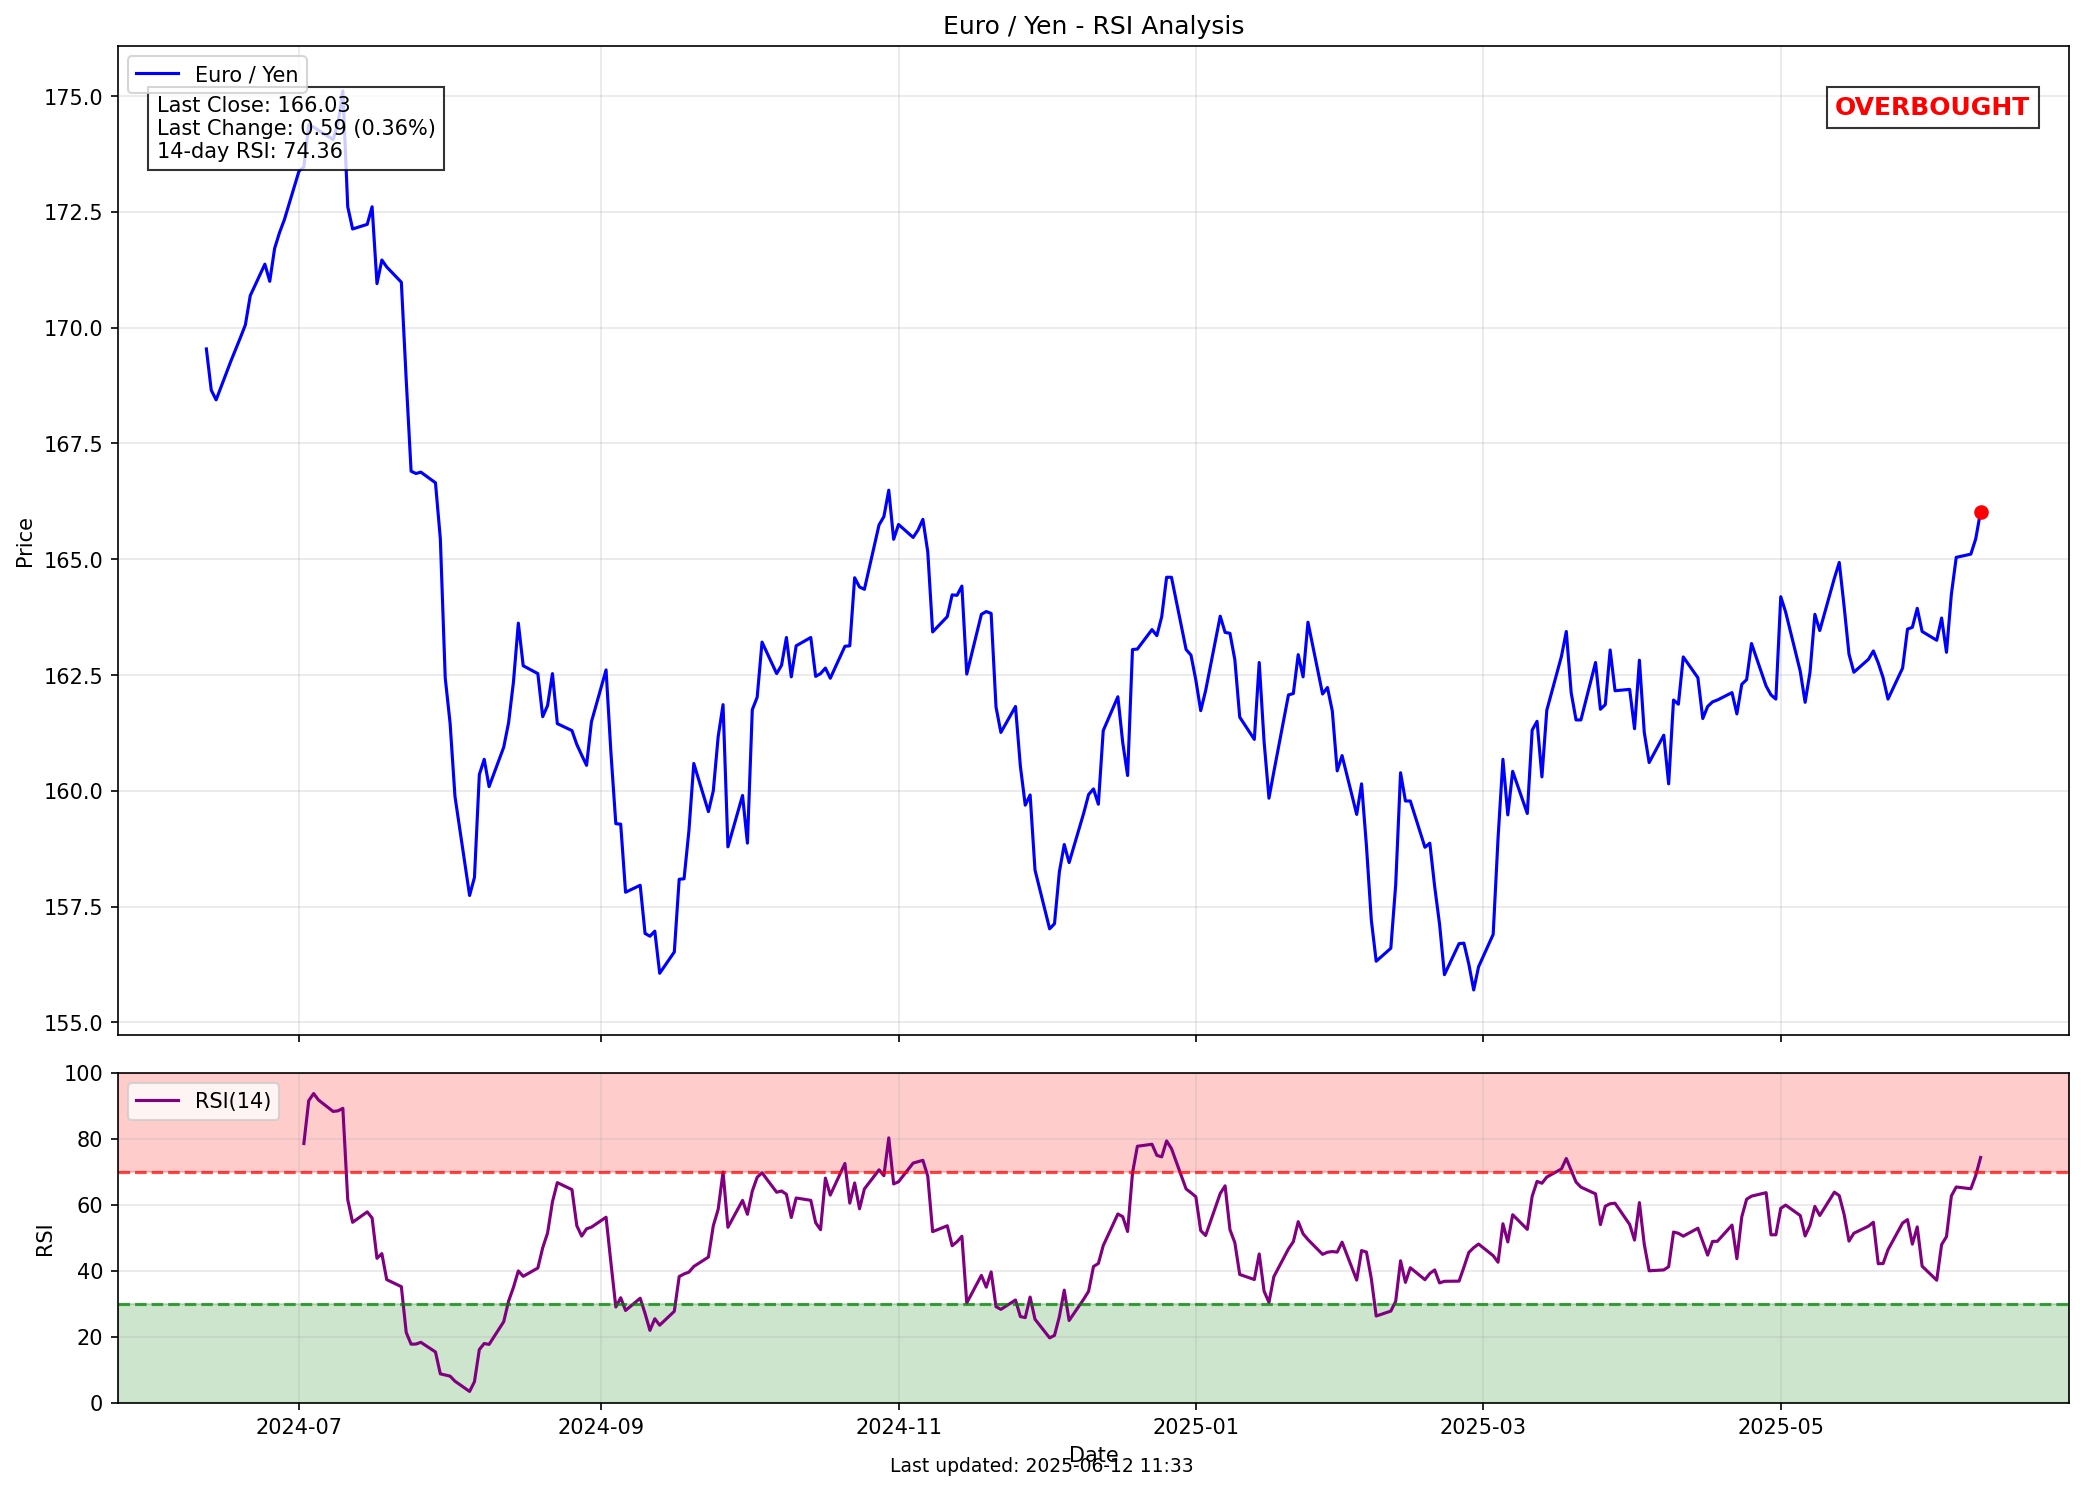 Euro / Yen - RSI Analysis
Euro / Yen
Last Close: 166.03
Last Change: 0.59 (0.36%)
14-day RSI: 74.36
OVERBOUGHT
Price
175.0
172.5
170.0
167.5
165.0
162.5
160.0
157.5
155.0
RSI(14)
RSI
100
80
60
40
20
0
2024-07
2024-09
2024-11
2025-01
2025-03
2025-05
Date
Last updated: 2025-06-12 11:33